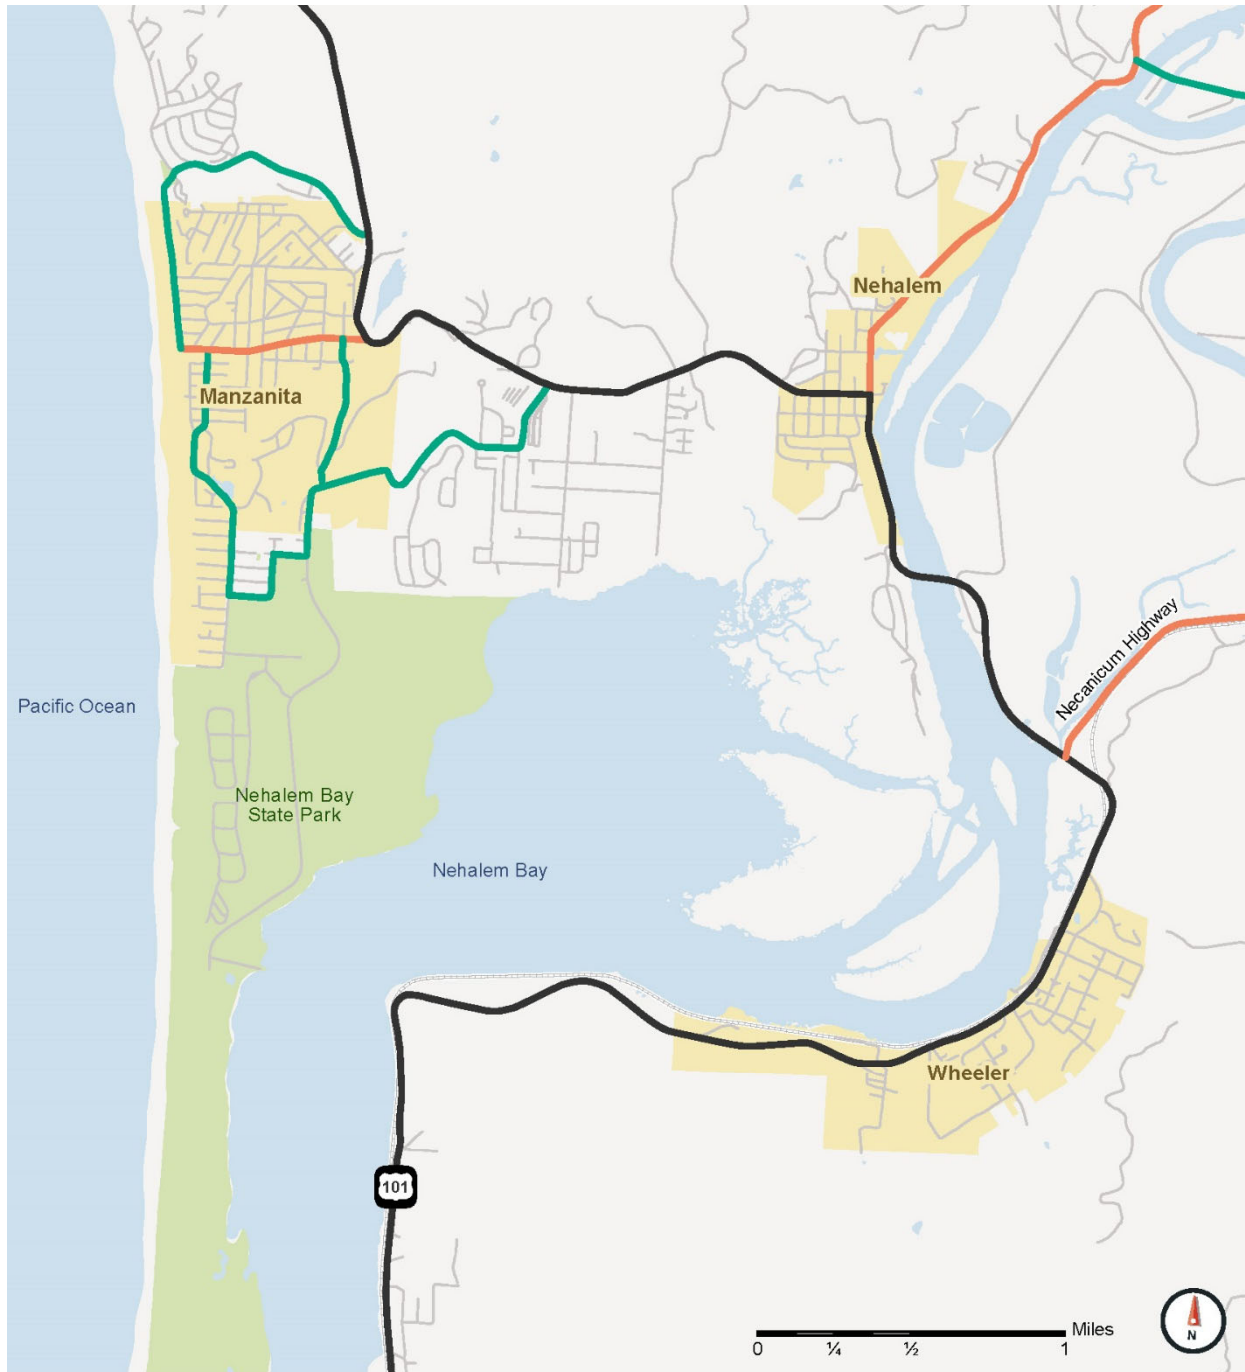 Nehalem
Manzanita
Necanicum Highway
Pacific Ocean
Nehalem Bay
State Park
Nehalem Bay
Wheeler
101
Miles
0 ¼ ½ 1
N